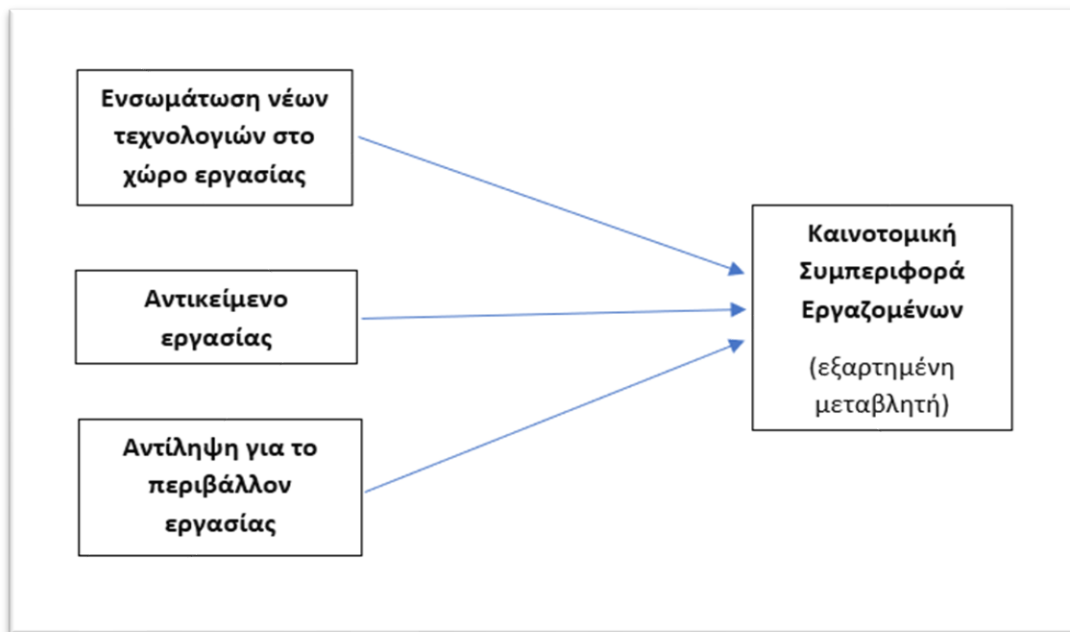 Ενσωμάτωση νέων
τεχνολογιών στο
χώρο εργασίας
Αντικείμενο
εργασίας
Αντίληψη για το
περιβάλλον
εργασίας
Καινοτομική
Συμπεριφορά
Εργαζομένων
(εξαρτημένη
μεταβλητή)